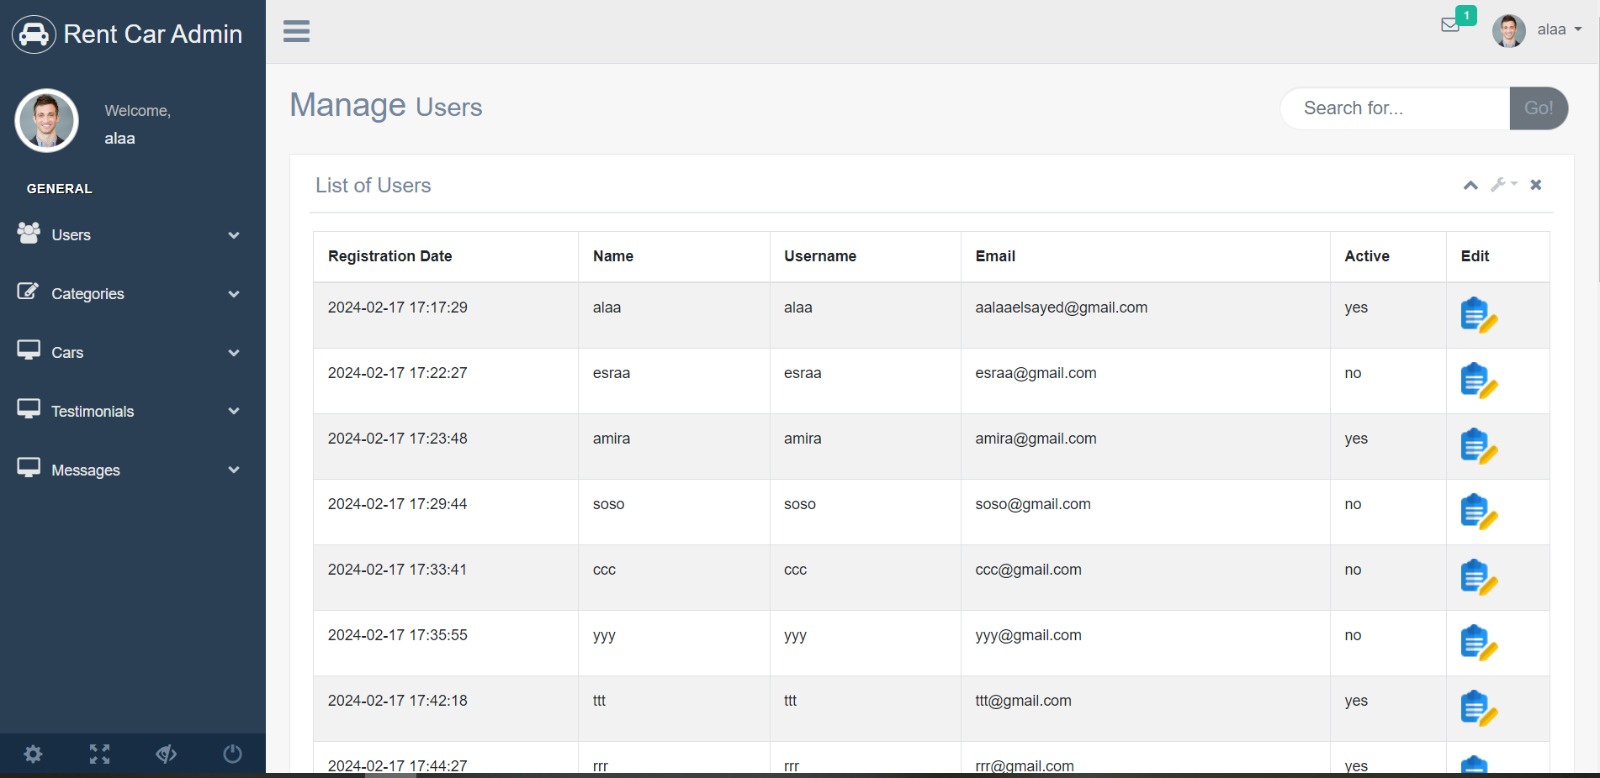 Rent Car Admin
1
alaa
Welcome,
alaa
GENERAL
Users
Categories
Cars
Testimonials
Messages
Manage Users
Search for...
Go!
List of Users
Registration Date Name Username Email Active Edit
2024-02-17 17:17:29 alaa alaa aalaaelsayed@gmail.com yes
2024-02-17 17:22:27 esraa esraa esraa@gmail.com no
2024-02-17 17:23:48 amira amira amira@gmail.com yes
2024-02-17 17:29:44 soso soso soso@gmail.com no
2024-02-17 17:33:41 ccc ccc ccc@gmail.com no
2024-02-17 17:35:55 yyy yyy yyy@gmail.com no
2024-02-17 17:42:18 ttt ttt ttt@gmail.com yes
2024-02-17 17:44:27 rrr rrr rrr@gmail.com yes